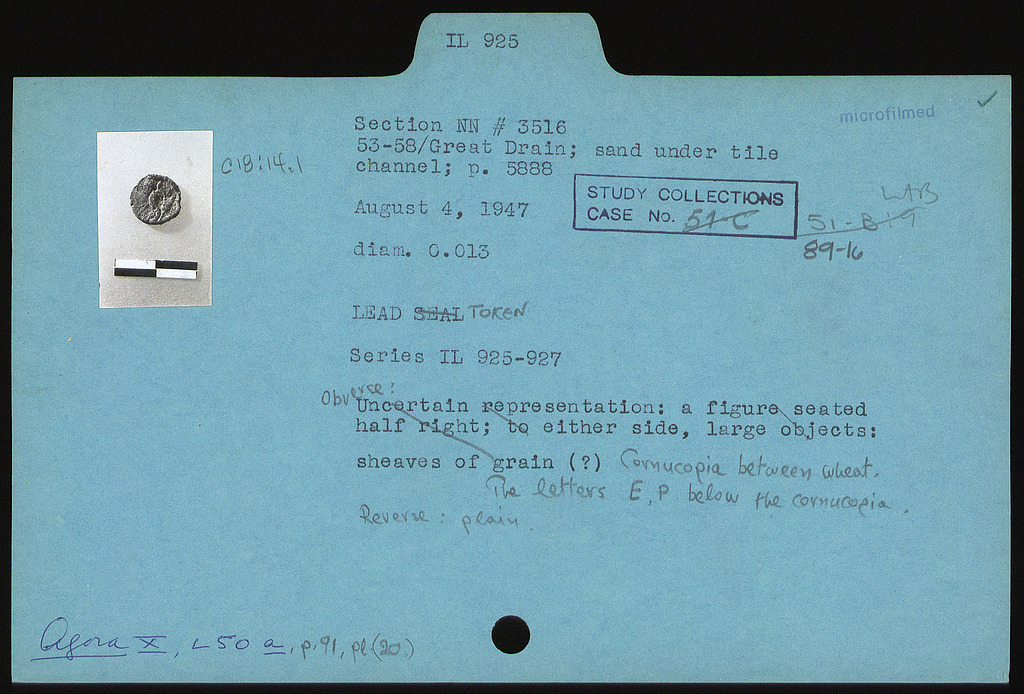 IL 925
microfilmed
Section NN # 3516
53-58/Great Drain; sand under tile
channel; p. 5888
C18:14.1
August 4, 1947
STUDY COLLECTIONS
CASE No. 51-C
LAB
51-B
89-16
diam. 0.013
LEAD SEAL TOKEN
Series IL 925-927
Obverse:
Uncertain representation: a figure seated
half right; to either side, large objects:
sheaves of grain (?) Cornucopia between wheat.
The letters E, P below the cornucopia.
Reverse: plain.
Agora X, L50 a, p.91, pl(20.)